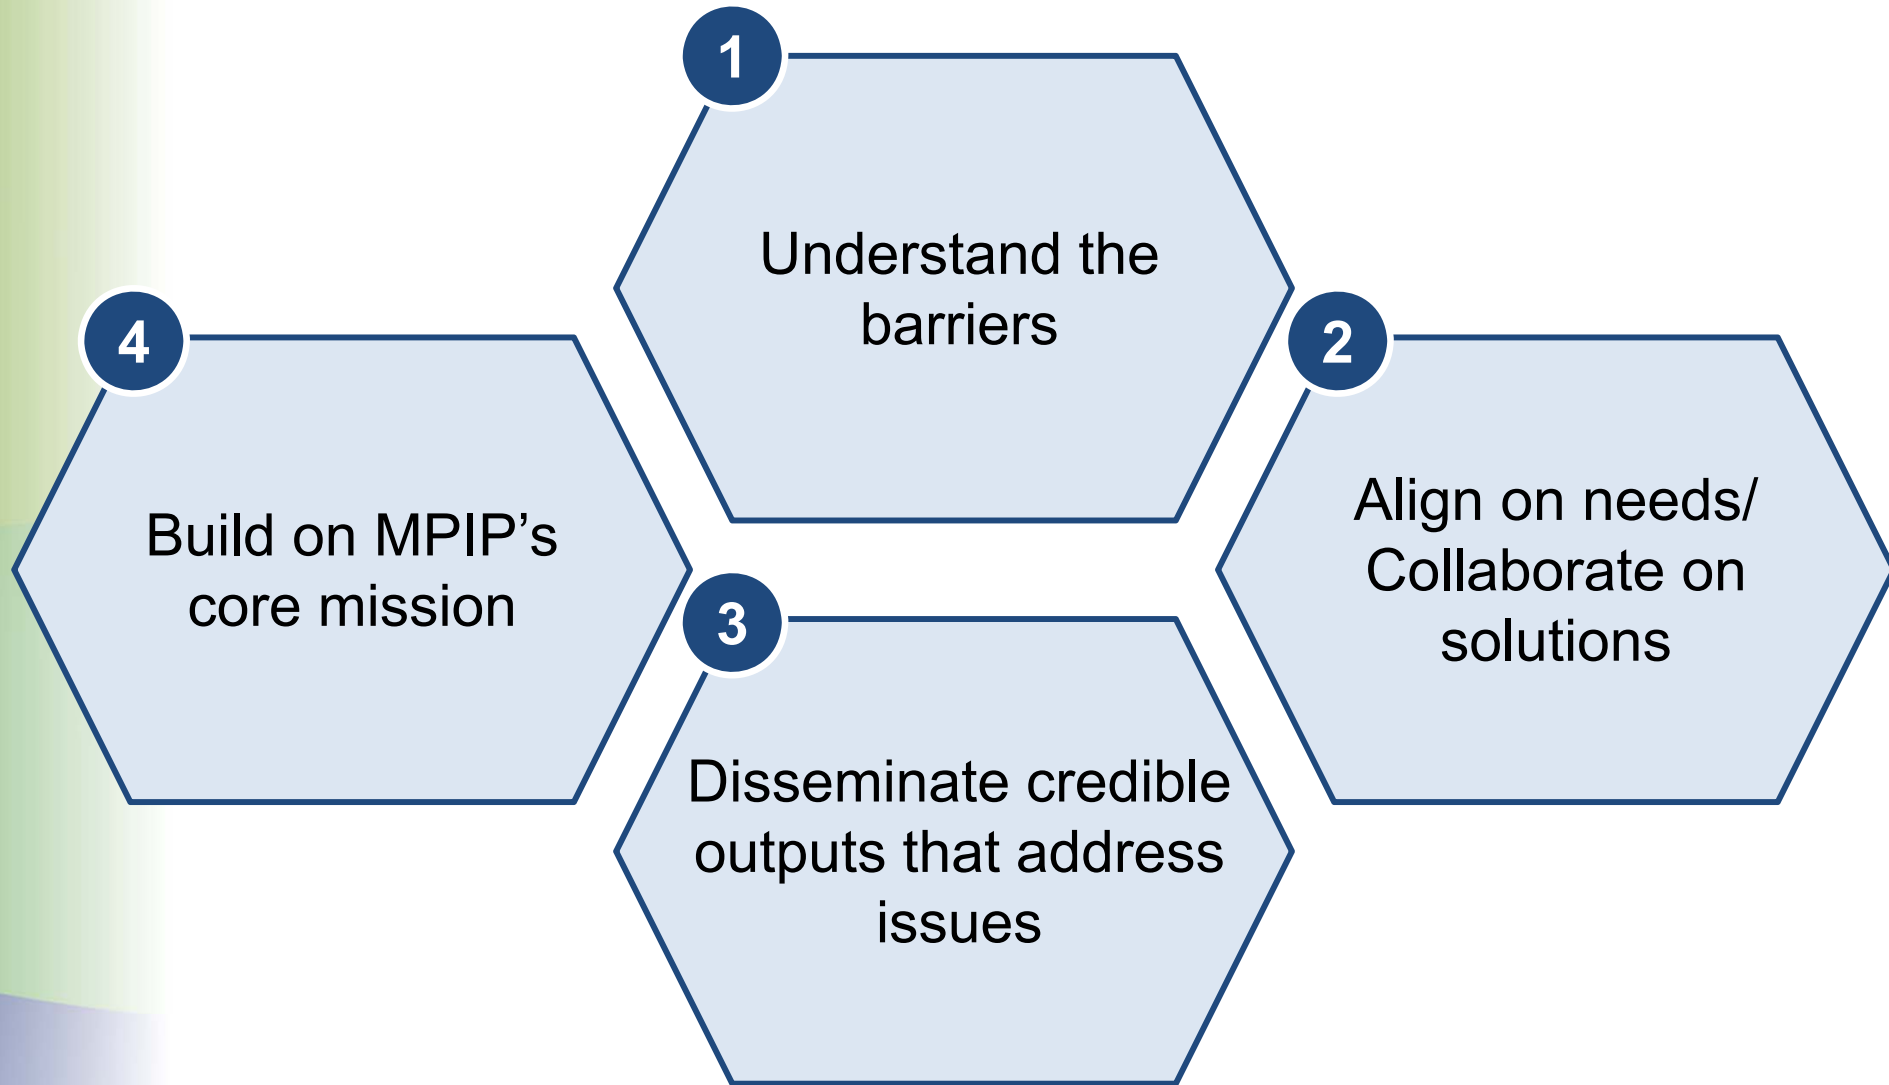 1
Understand the
barriers
2
Align on needs/
Collaborate on
solutions
3
Disseminate credible
outputs that address
issues
4
Build on MPIP’s
core mission